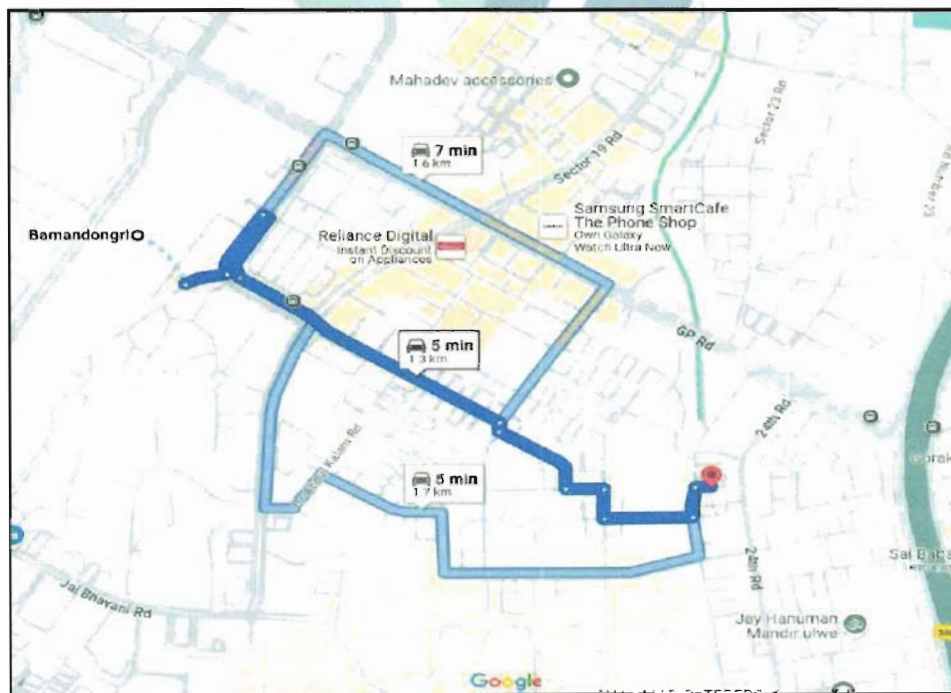 Mahadev accessories
Sector 23 Rd
7 min
1.6 km
Sector 19 Rd
Samsung SmartCafe
The Phone Shop
Own Galaxy
Watch Ultra Now
Bamandongri
Reliance Digital
Instant Discount
on Appliances
GP Rd
5 min
1.3 km
24th Rd
5 min
1.7 km
24th Rd
Sai Baba
Jai Bhavani Rd
Jay Hanuman
Mandir ulwe
Google